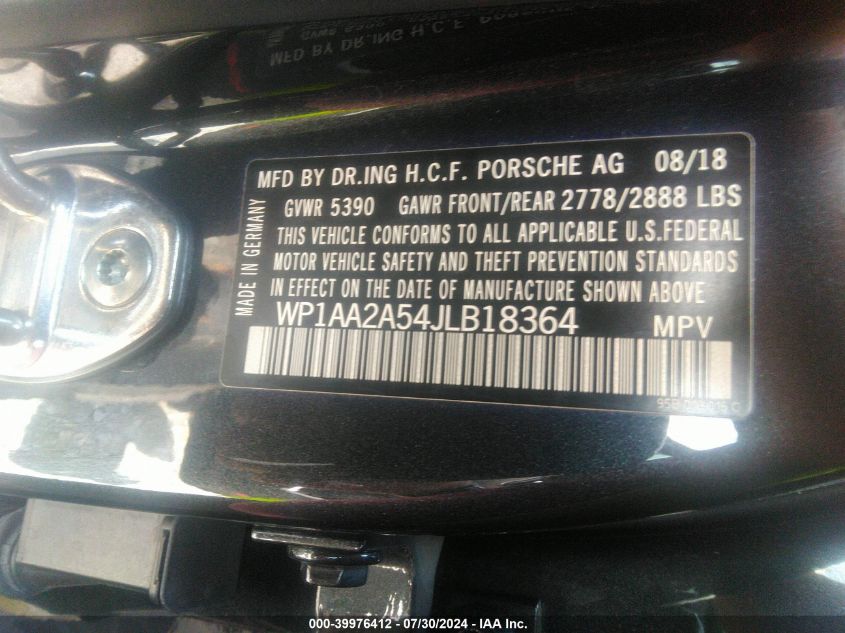 MFD BY DR.ING H.C.F. PORSCHE AG 08/18
GVWR 5390 GAWR FRONT/REAR 2778/2888 LBS
THIS VEHICLE CONFORMS TO ALL APPLICABLE U.S.FEDERAL
MOTOR VEHICLE SAFETY AND THEFT PREVENTION STANDARDS
IN EFFECT ON THE DATE OF MANUFACTURE SHOWN ABOVE
MADE IN GERMANY
WP1AA2A54JLB18364 MPV
000-39976412 - 07/30/2024 - IAA Inc.